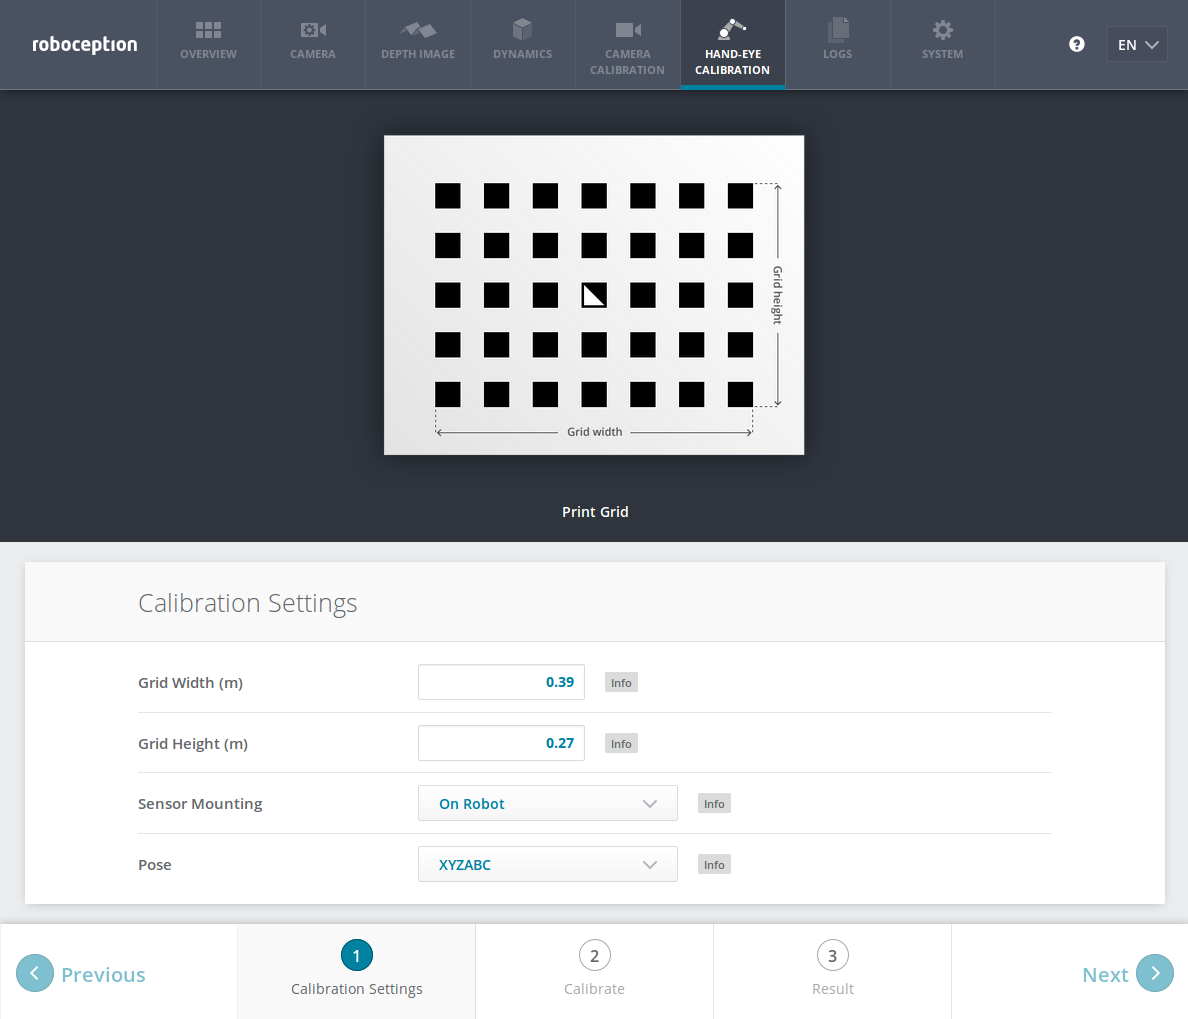 roboception
OVERVIEW
CAMERA
DEPTH IMAGE
DYNAMICS
CAMERA
CALIBRATION
HAND-EYE
CALIBRATION
LOGS
SYSTEM
?
EN
Grid height
Grid width
Print Grid
Calibration Settings
Grid Width (m) 0.39 Info
Grid Height (m) 0.27 Info
Sensor Mounting On Robot Info
Pose XYZABC Info
Previous
1
Calibration Settings
2
Calibrate
3
Result
Next